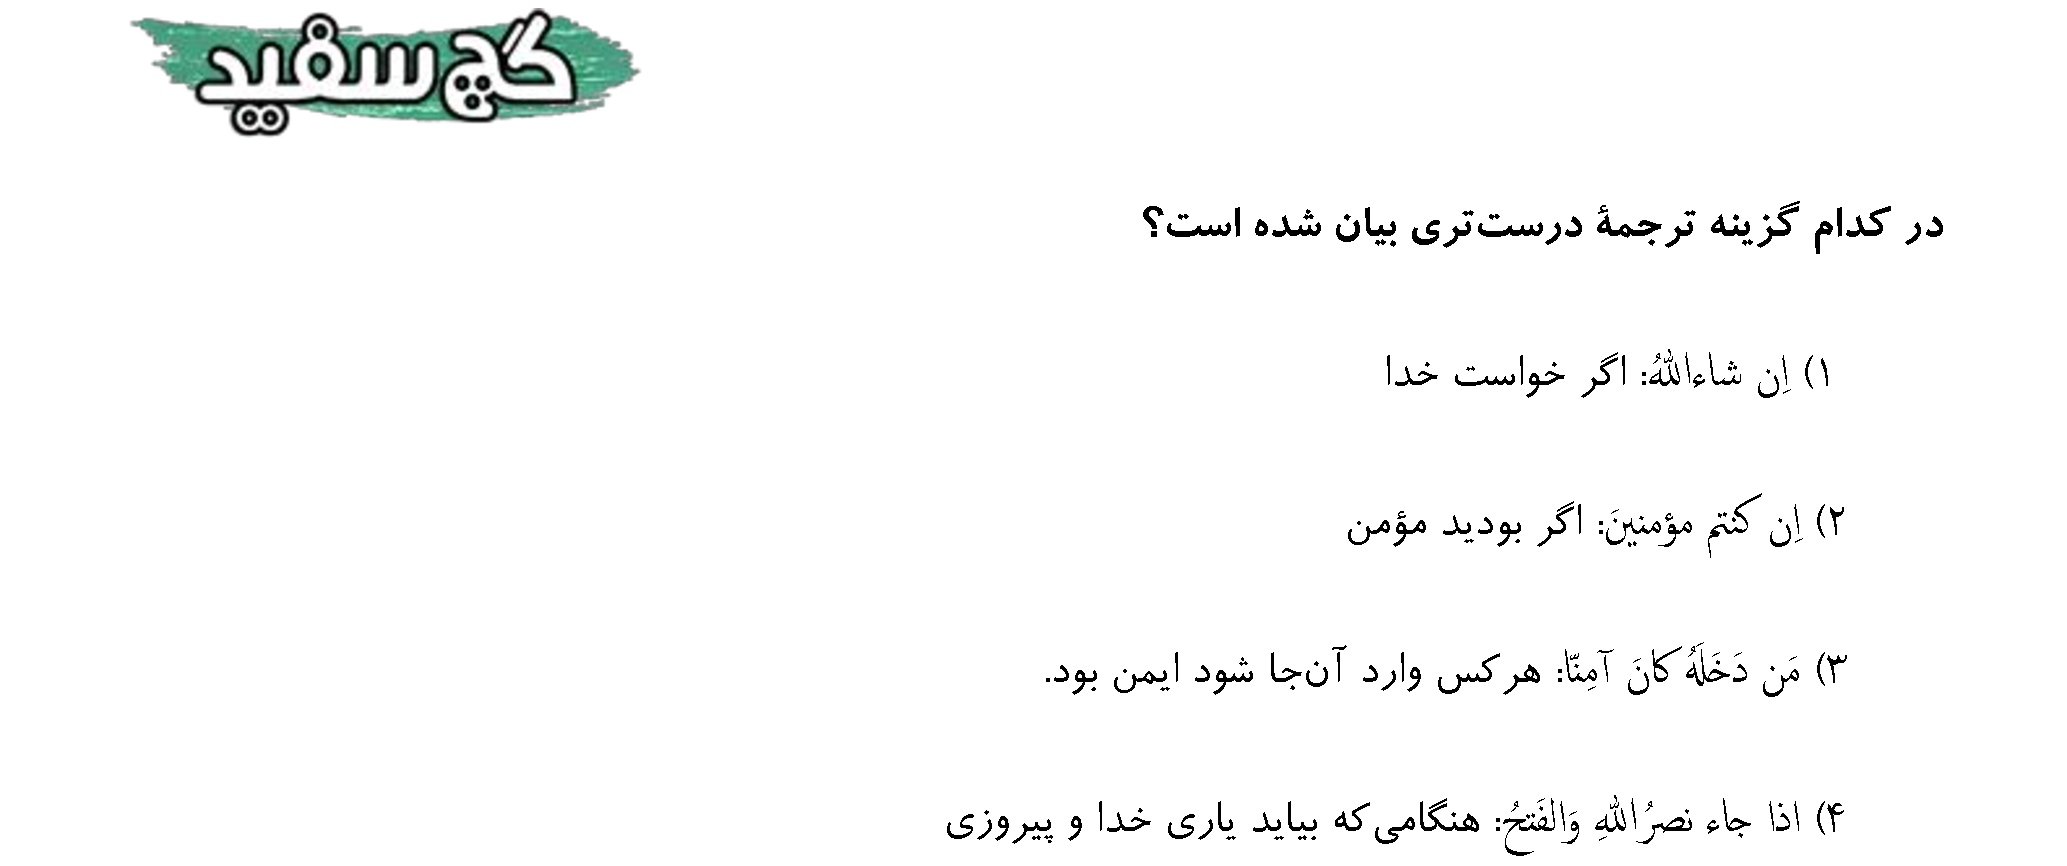 گچ سفید
در کدام گزینه ترجمهٔ درست‌تری بیان شده است؟
۱) اِن شاءاللهُ: اگر خواست خدا
۲) اِن کنتم مؤمنینَ: اگر بودید مؤمن
۳) مَن دَخَلَهُ کانَ آمِنّا: هرکس وارد آن‌جا شود ایمن بود.
۴) اذا جاء نصرُ اللهِ وَالفَتحُ: هنگامی‌که بیاید یاری خدا و پیروزی